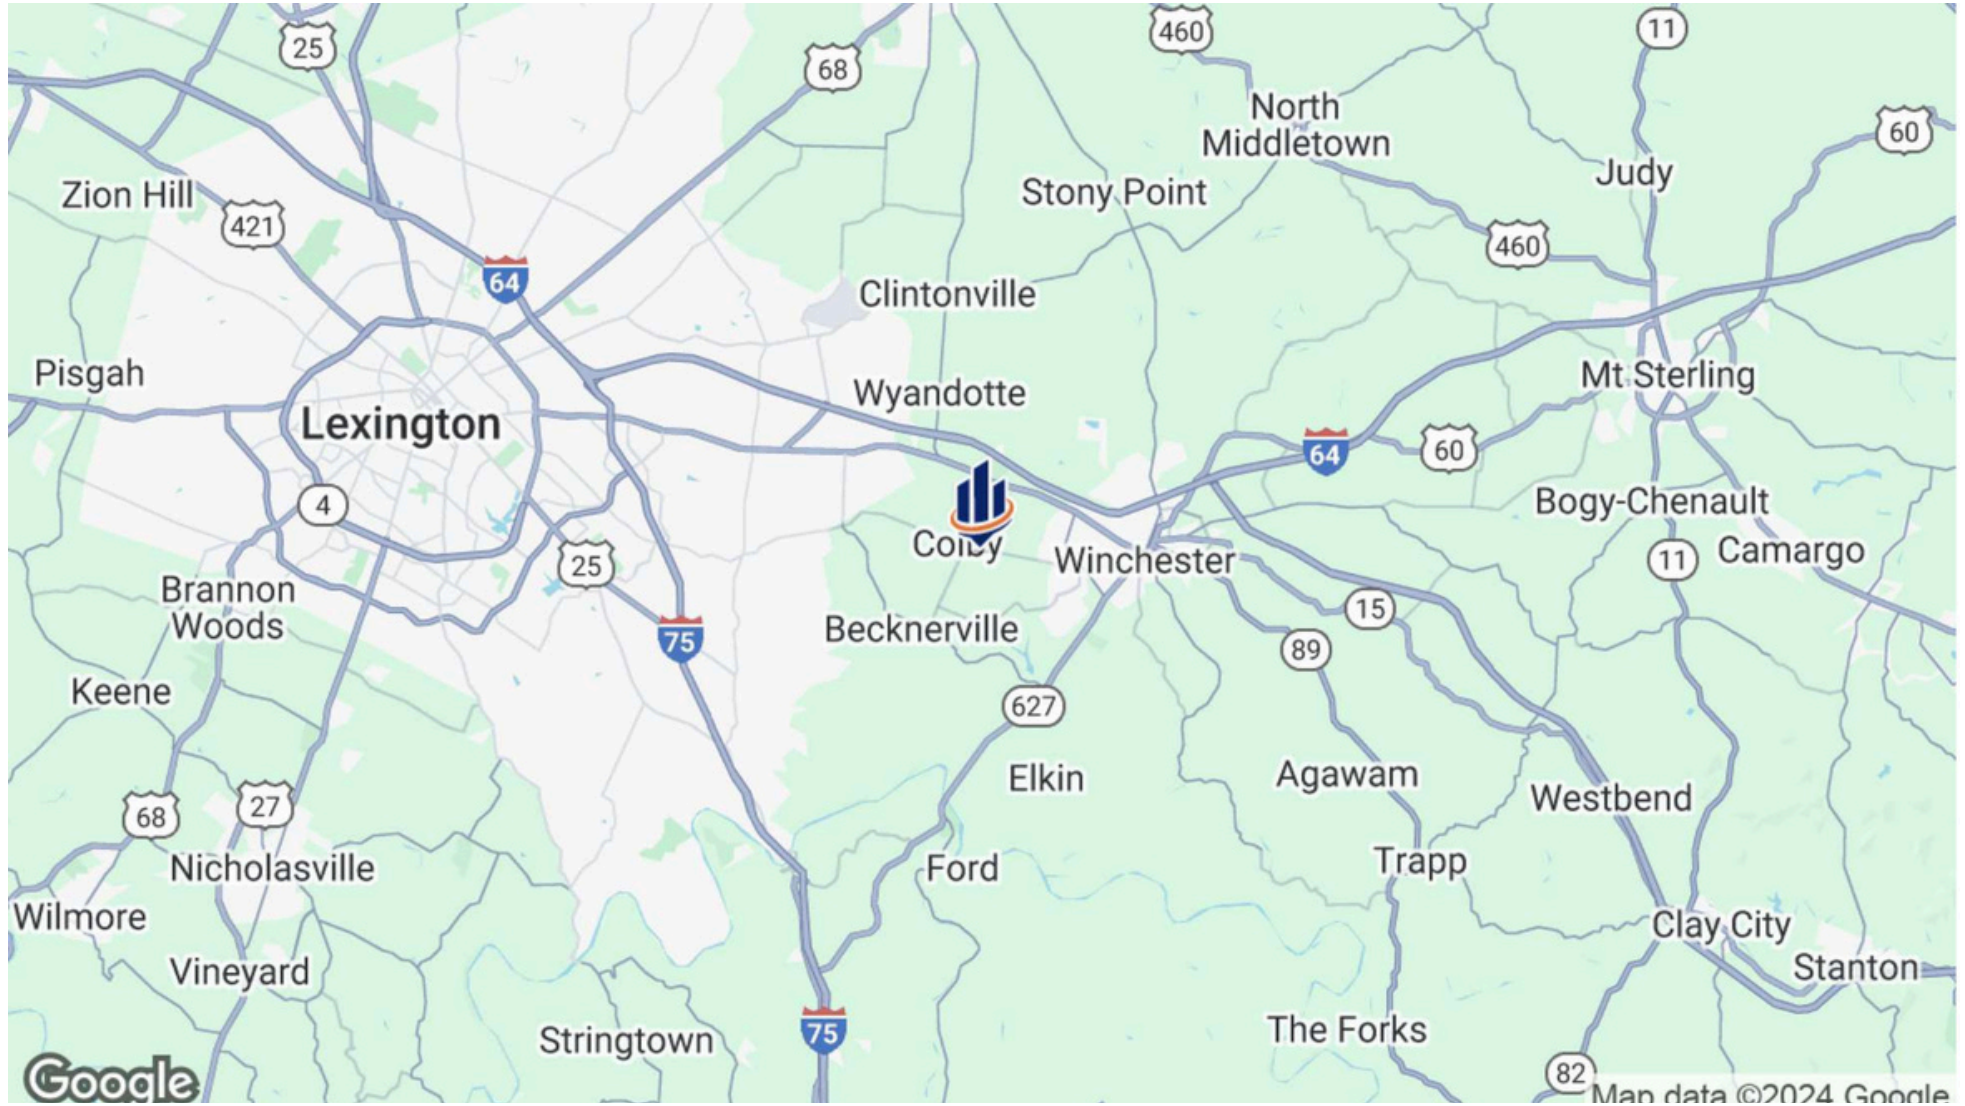 25
68
460
11
60
North
Middletown
Judy
Zion Hill
Stony Point
421
460
64
Clintonville
Pisgah
Wyandotte
Mt Sterling
Lexington
64
60
4
Bogy-Chenault
Colby
Winchester
25
11
Camargo
Brannon
Woods
15
Becknerville
75
89
Keene
627
Elkin
Agawam
Westbend
68
27
Nicholasville
Ford
Trapp
Wilmore
Clay City
Vineyard
Stanton
75
Stringtown
The Forks
82
Google
Map data ©2024 Google